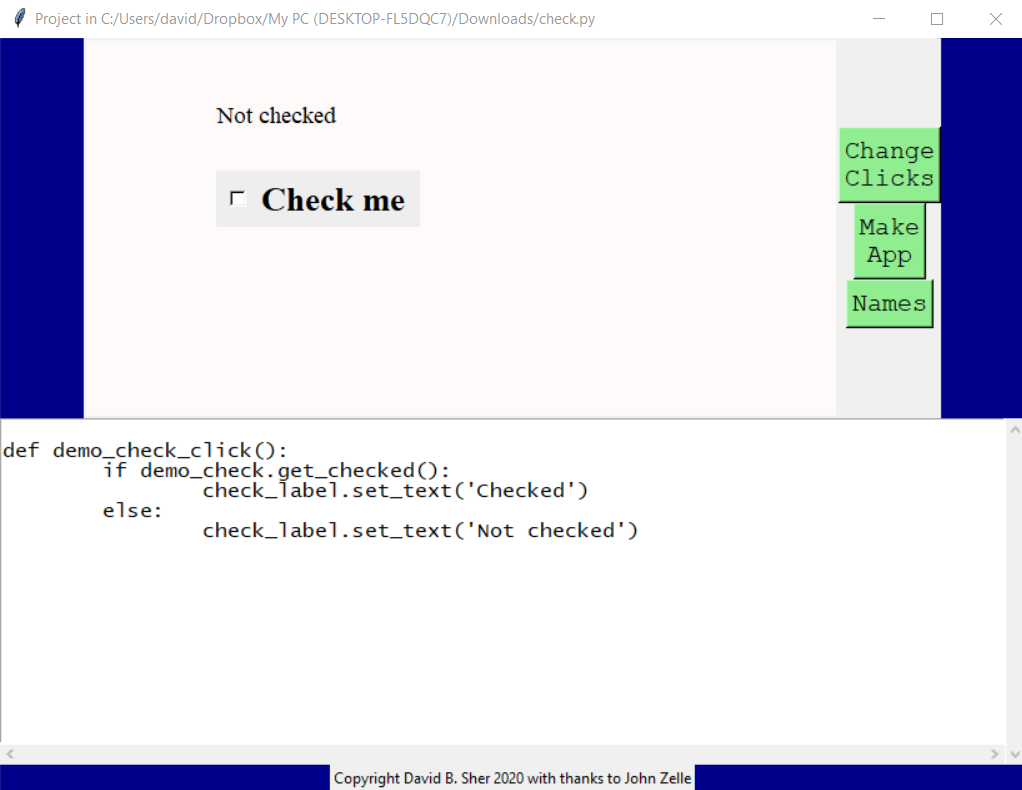 Project in C:/Users/david/Dropbox/My PC (DESKTOP-FL5DQC7)/Downloads/check.py
Not checked
Check me
Change
Clicks
Make
App
Names
def demo_check_click():
        if demo_check.get_checked():
                check_label.set_text('Checked')
        else:
                check_label.set_text('Not checked')
Copyright David B. Sher 2020 with thanks to John Zelle